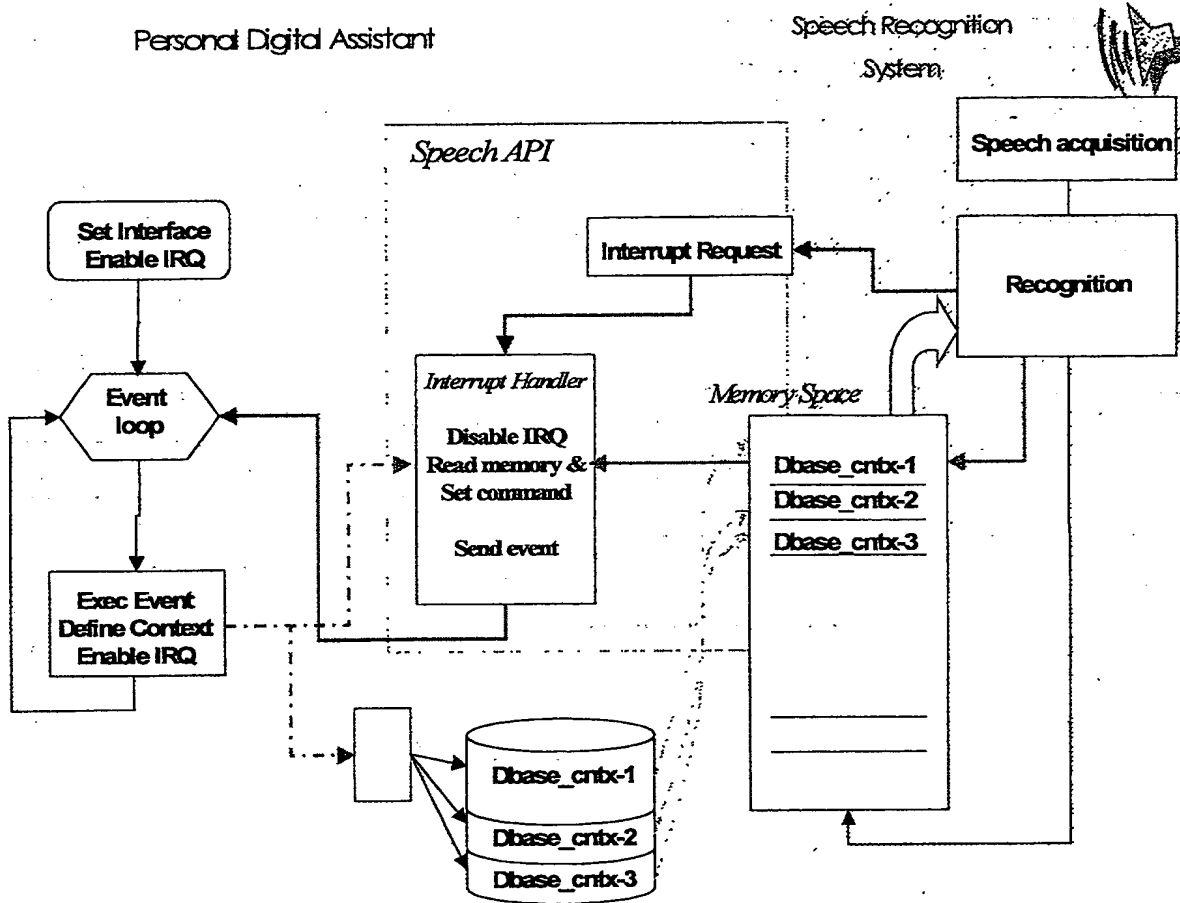 Personal Digital Assistant
Speech Recognition
System
Speech acquisition
Speech API
Set Interface
Enable IRQ
Interrupt Request
Recognition
Event
loop
Interrupt Handler
Disable IRQ
Read memory &
Set command
Send event
Memory Space
Dbase_cntx-1
Dbase_cntx-2
Dbase_cntx-3
Exec Event
Define Context
Enable IRQ
Dbase_cntx-1
Dbase_cntx-2
Dbase_cntx-3